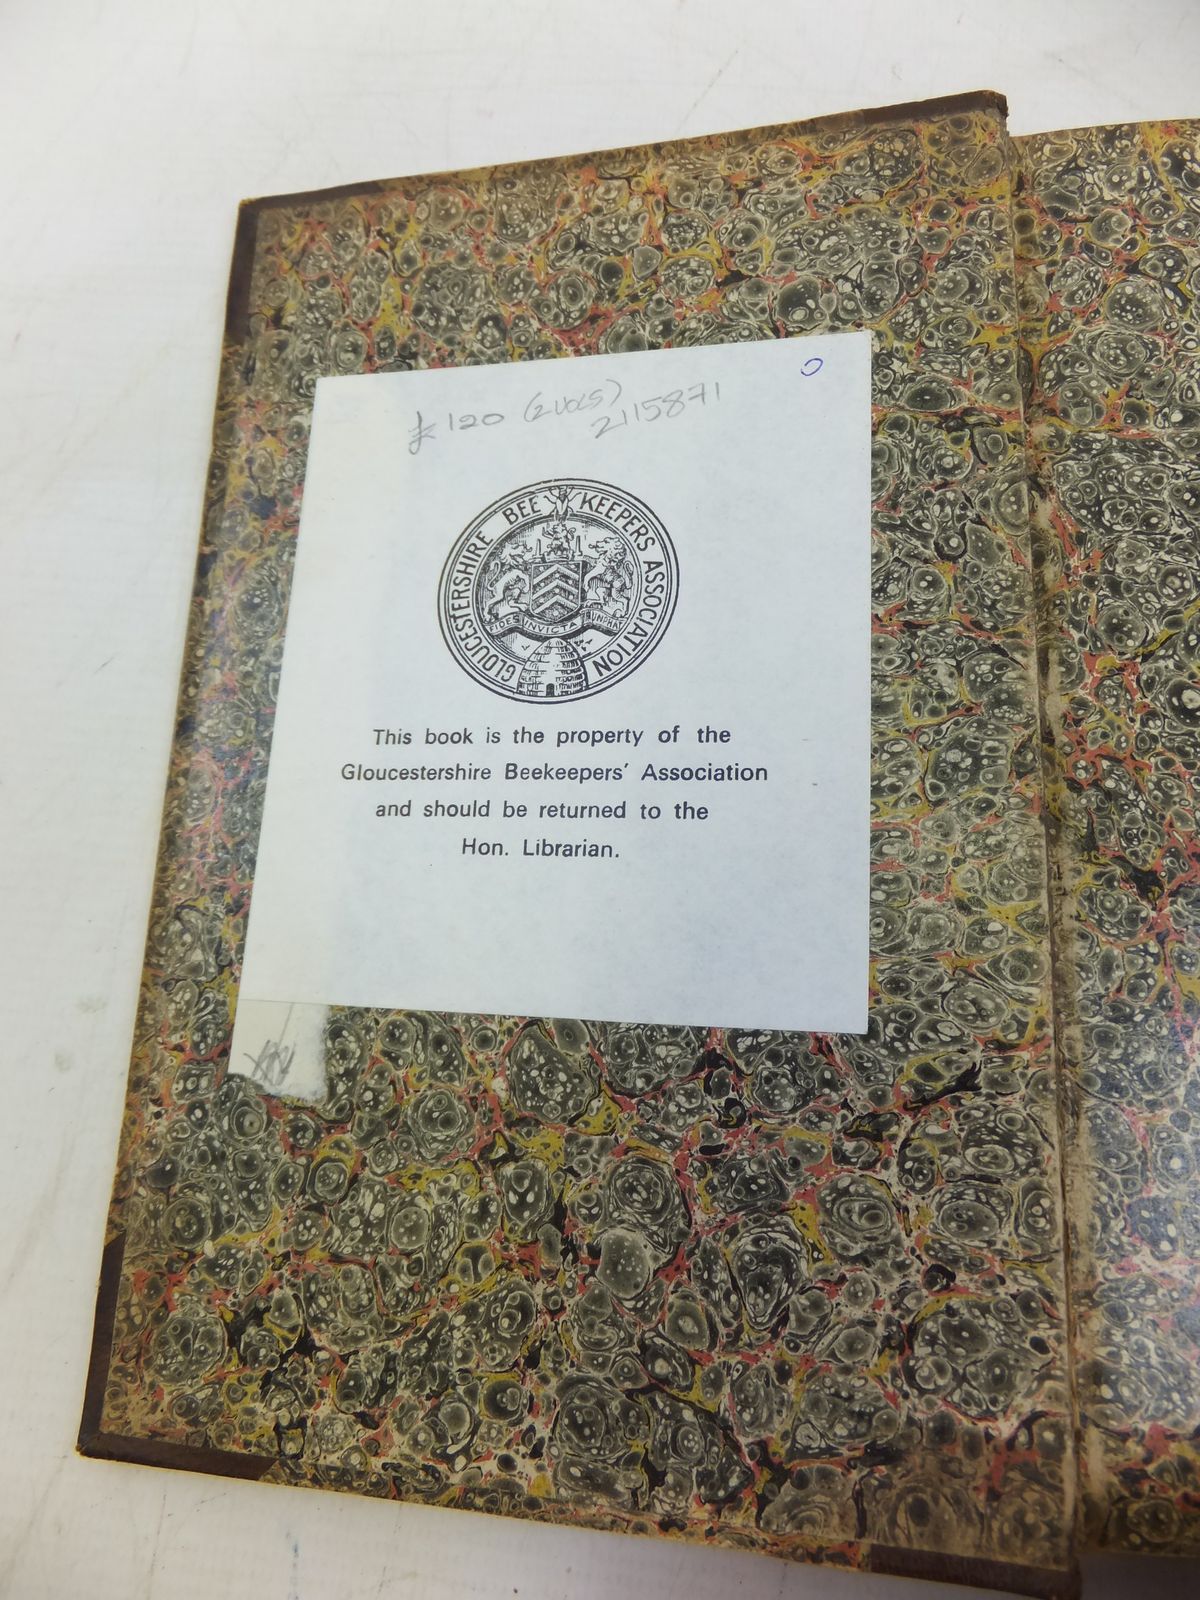 £120 (2 VOLS)
2115871
GLOUCESTERSHIRE BEE KEEPERS ASSOCIATION
FIDES INVICTA
This book is the property of the
Gloucestershire Beekeepers' Association
and should be returned to the
Hon. Librarian.